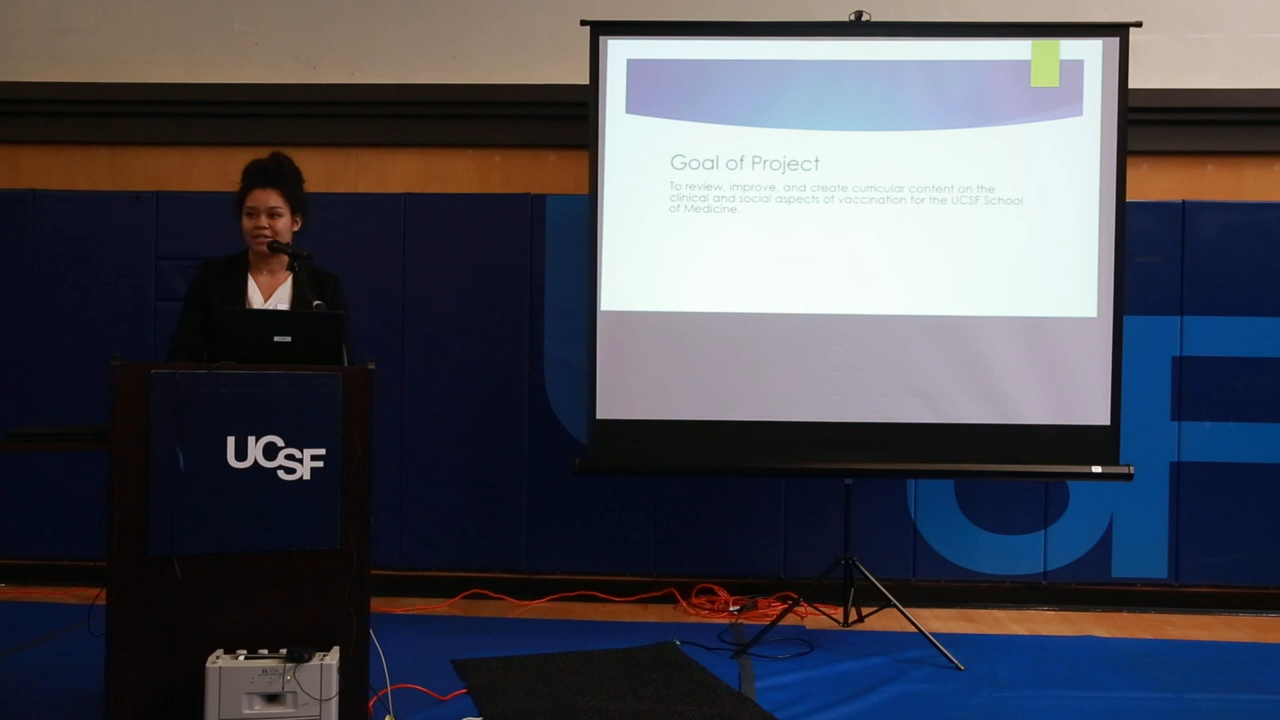 Goal of Project
To review, improve, and create curricular content on the
clinical and social aspects of vaccination for the UCSF School
of Medicine.
UCSF